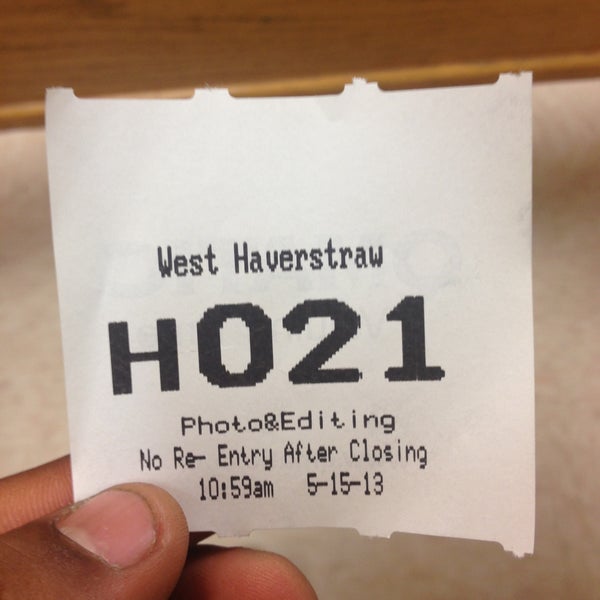 West Haverstraw
H021
Photo&Editing
No Re- Entry After Closing
10:59am 5-15-13